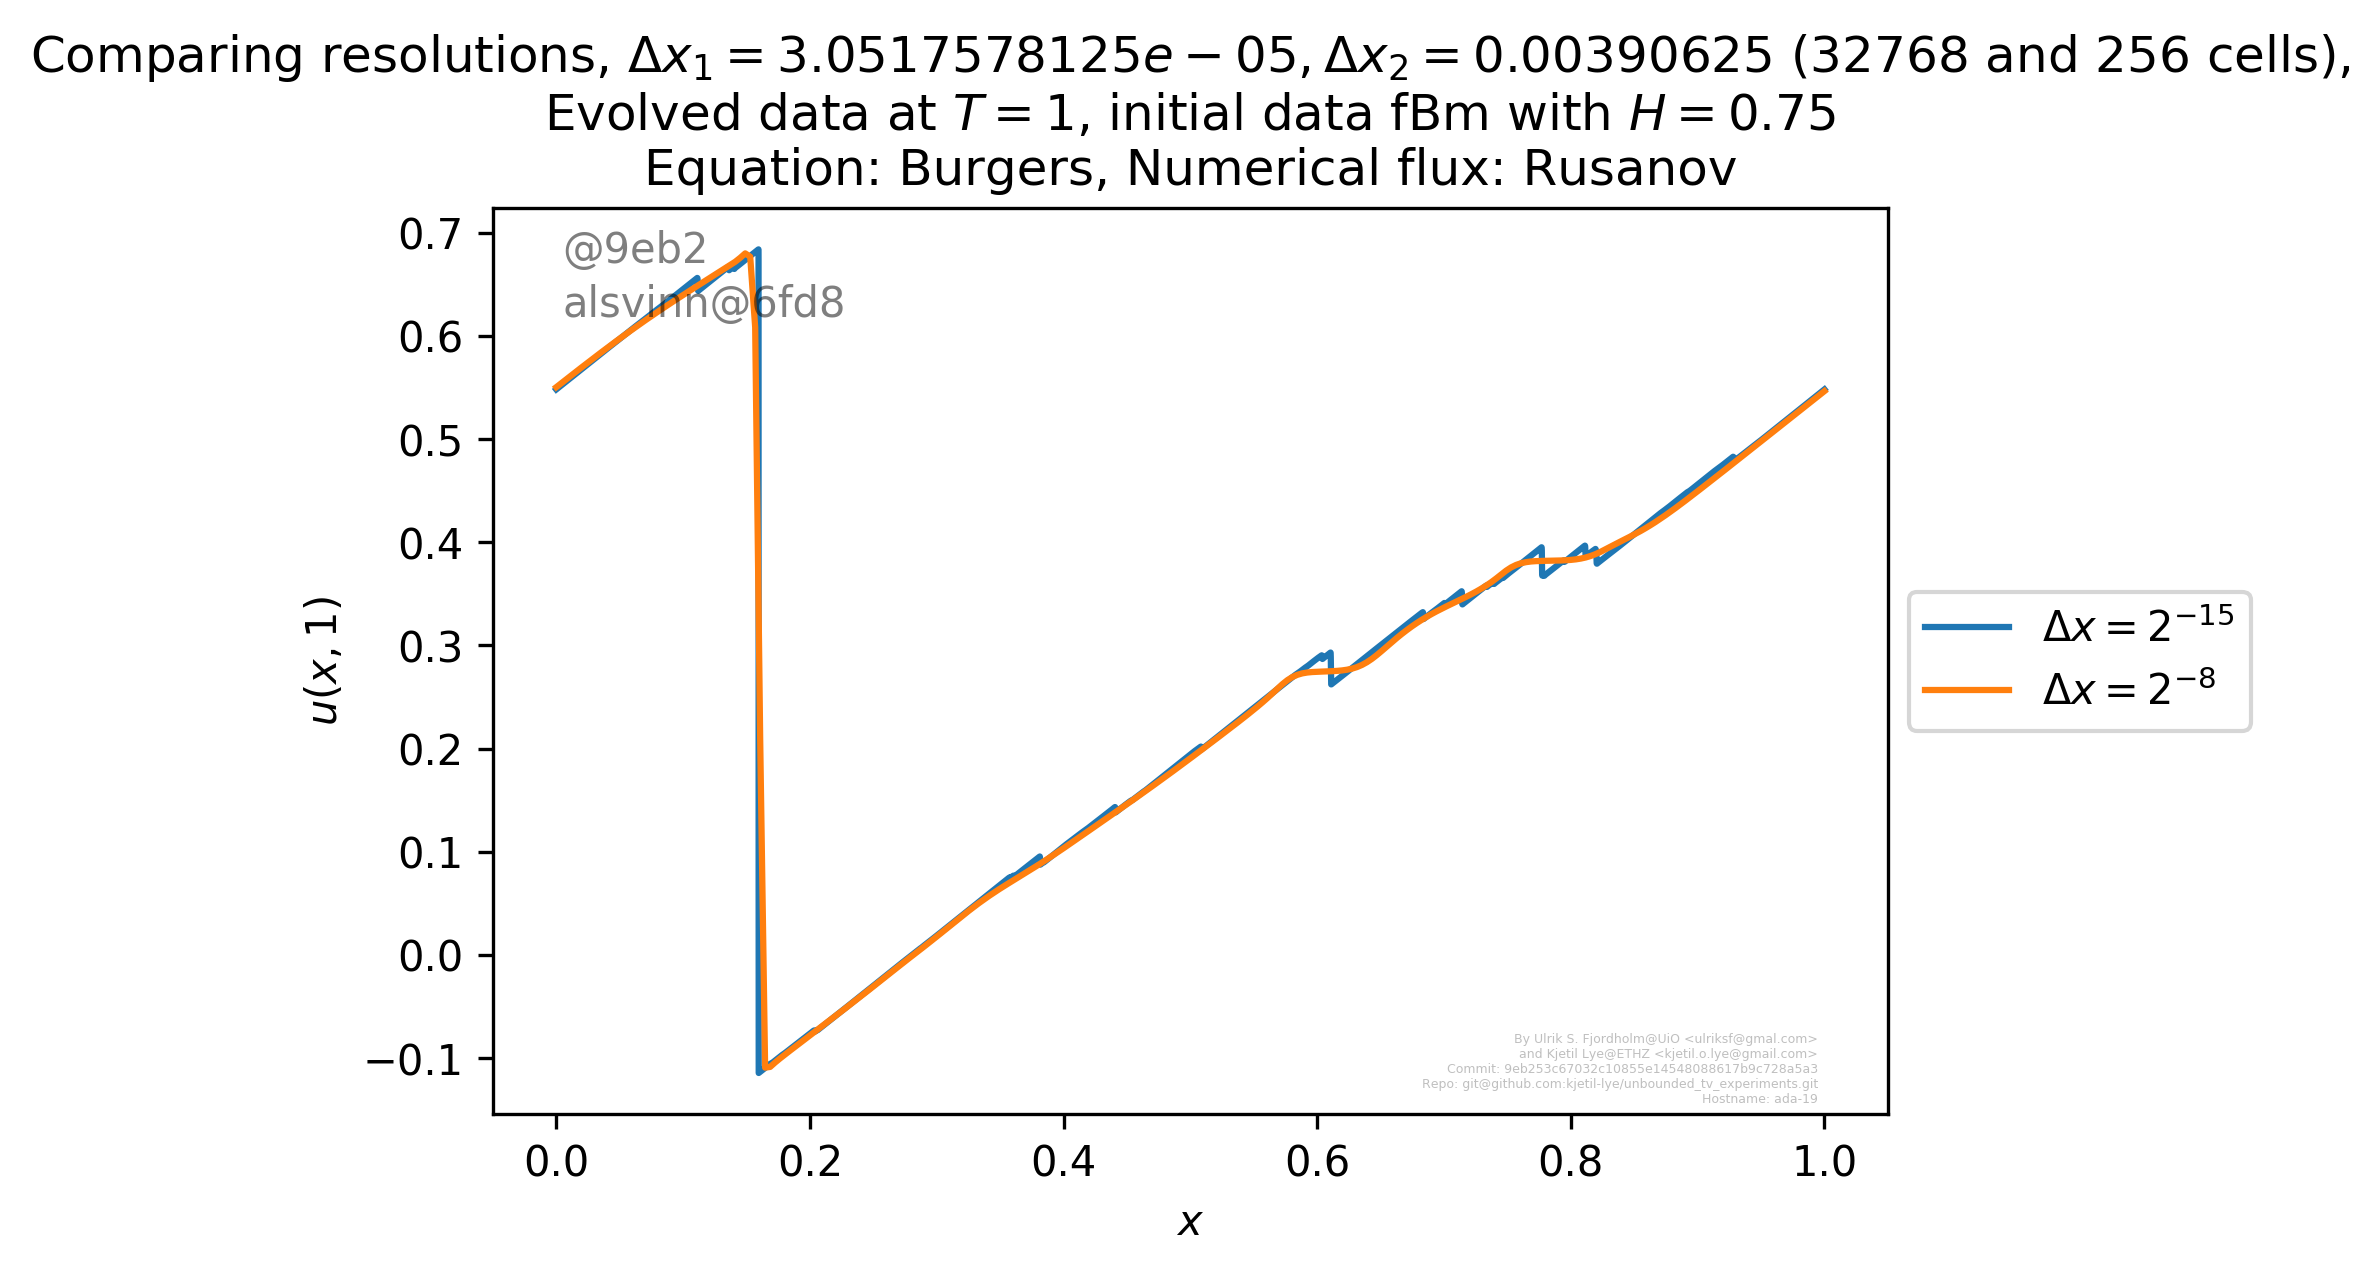 Comparing resolutions, Δx₁ = 3.0517578125e − 05, Δx₂ = 0.00390625 (32768 and 256 cells),
Evolved data at T = 1, initial data fBm with H = 0.75
Equation: Burgers, Numerical flux: Rusanov
@9eb2
alsvinn@6fd8
0.7
0.6
0.5
0.4
0.3
0.2
0.1
0.0
−0.1
u(x, 1)
Δx = 2⁻¹⁵
Δx = 2⁻⁸
By Ulrik S. Fjordholm@UiO <ulriksf@gmal.com>
and Kjetil Lye@ETHZ <kjetil.o.lye@gmail.com>
Commit: 9eb253c67032c10855e14548088617b9c728a5a3
Repo: git@github.com:kjetil-lye/unbounded_tv_experiments.git
Hostname: ada-19
0.0 0.2 0.4 0.6 0.8 1.0
x